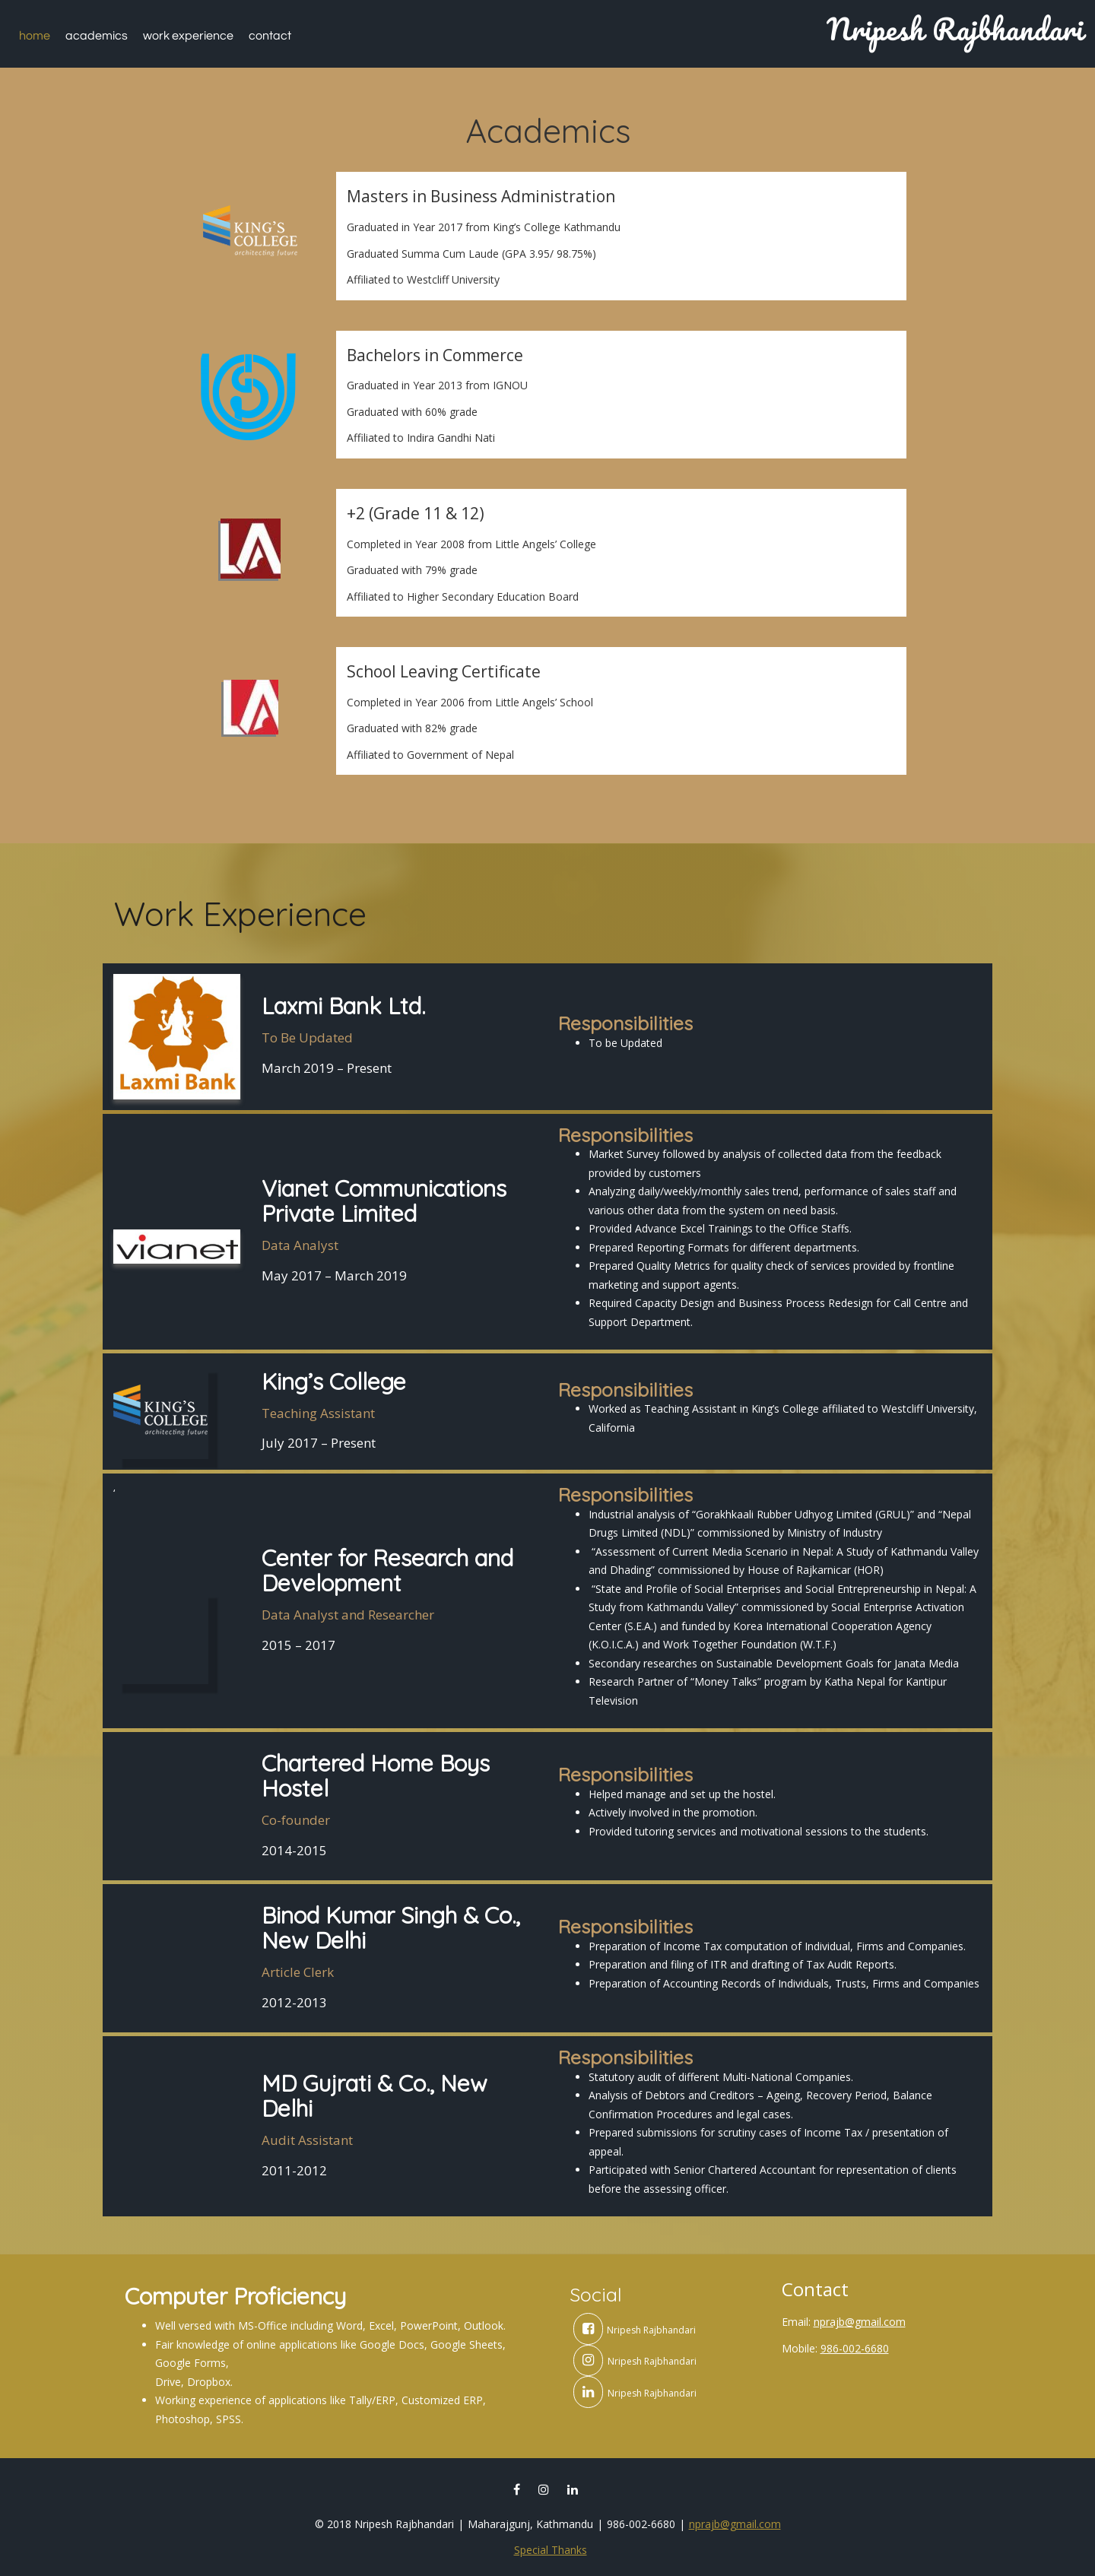 home academics work experience contact
Nripesh Rajbhandari
Academics
KING'S
COLLEGE
architecting future
Masters in Business Administration
Graduated in Year 2017 from King's College Kathmandu
Graduated Summa Cum Laude (GPA 3.95/ 98.75%)
Affiliated to Westcliff University
Bachelors in Commerce
Graduated in Year 2013 from IGNOU
Graduated with 60% grade
Affiliated to Indira Gandhi Nati
LA
+2 (Grade 11 & 12)
Completed in Year 2008 from Little Angels' College
Graduated with 79% grade
Affiliated to Higher Secondary Education Board
LA
School Leaving Certificate
Completed in Year 2006 from Little Angels' School
Graduated with 82% grade
Affiliated to Government of Nepal
Work Experience
Laxmi Bank
Laxmi Bank Ltd.
To Be Updated
March 2019 – Present
Responsibilities
• To be Updated
vianet
Vianet Communications
Private Limited
Data Analyst
May 2017 – March 2019
Responsibilities
• Market Survey followed by analysis of collected data from the feedback
provided by customers
• Analyzing daily/weekly/monthly sales trend, performance of sales staff and
various other data from the system on need basis.
• Provided Advance Excel Trainings to the Office Staffs.
• Prepared Reporting Formats for different departments.
• Prepared Quality Metrics for quality check of services provided by frontline
marketing and support agents.
• Required Capacity Design and Business Process Redesign for Call Centre and
Support Department.
KING'S
COLLEGE
architecting future
King's College
Teaching Assistant
July 2017 – Present
Responsibilities
• Worked as Teaching Assistant in King's College affiliated to Westcliff University,
California
,
Center for Research and
Development
Data Analyst and Researcher
2015 – 2017
Responsibilities
• Industrial analysis of "Gorakhkaali Rubber Udhyog Limited (GRUL)" and "Nepal
Drugs Limited (NDL)" commissioned by Ministry of Industry
• "Assessment of Current Media Scenario in Nepal: A Study of Kathmandu Valley
and Dhading" commissioned by House of Rajkarnicar (HOR)
• "State and Profile of Social Enterprises and Social Entrepreneurship in Nepal: A
Study from Kathmandu Valley" commissioned by Social Enterprise Activation
Center (S.E.A.) and funded by Korea International Cooperation Agency
(K.O.I.C.A.) and Work Together Foundation (W.T.F.)
• Secondary researches on Sustainable Development Goals for Janata Media
• Research Partner of "Money Talks" program by Katha Nepal for Kantipur
Television
Chartered Home Boys
Hostel
Co-founder
2014-2015
Responsibilities
• Helped manage and set up the hostel.
• Actively involved in the promotion.
• Provided tutoring services and motivational sessions to the students.
Binod Kumar Singh & Co.,
New Delhi
Article Clerk
2012-2013
Responsibilities
• Preparation of Income Tax computation of Individual, Firms and Companies.
• Preparation and filing of ITR and drafting of Tax Audit Reports.
• Preparation of Accounting Records of Individuals, Trusts, Firms and Companies
MD Gujrati & Co., New
Delhi
Audit Assistant
2011-2012
Responsibilities
• Statutory audit of different Multi-National Companies.
• Analysis of Debtors and Creditors – Ageing, Recovery Period, Balance
Confirmation Procedures and legal cases.
• Prepared submissions for scrutiny cases of Income Tax / presentation of
appeal.
• Participated with Senior Chartered Accountant for representation of clients
before the assessing officer.
Computer Proficiency
• Well versed with MS-Office including Word, Excel, PowerPoint, Outlook.
• Fair knowledge of online applications like Google Docs, Google Sheets,
Google Forms,
Drive, Dropbox.
• Working experience of applications like Tally/ERP, Customized ERP,
Photoshop, SPSS.
Social
Nripesh Rajbhandari
Nripesh Rajbhandari
Nripesh Rajbhandari
Contact
Email: nprajb@gmail.com
Mobile: 986-002-6680
© 2018 Nripesh Rajbhandari | Maharajgunj, Kathmandu | 986-002-6680 | nprajb@gmail.com
Special Thanks